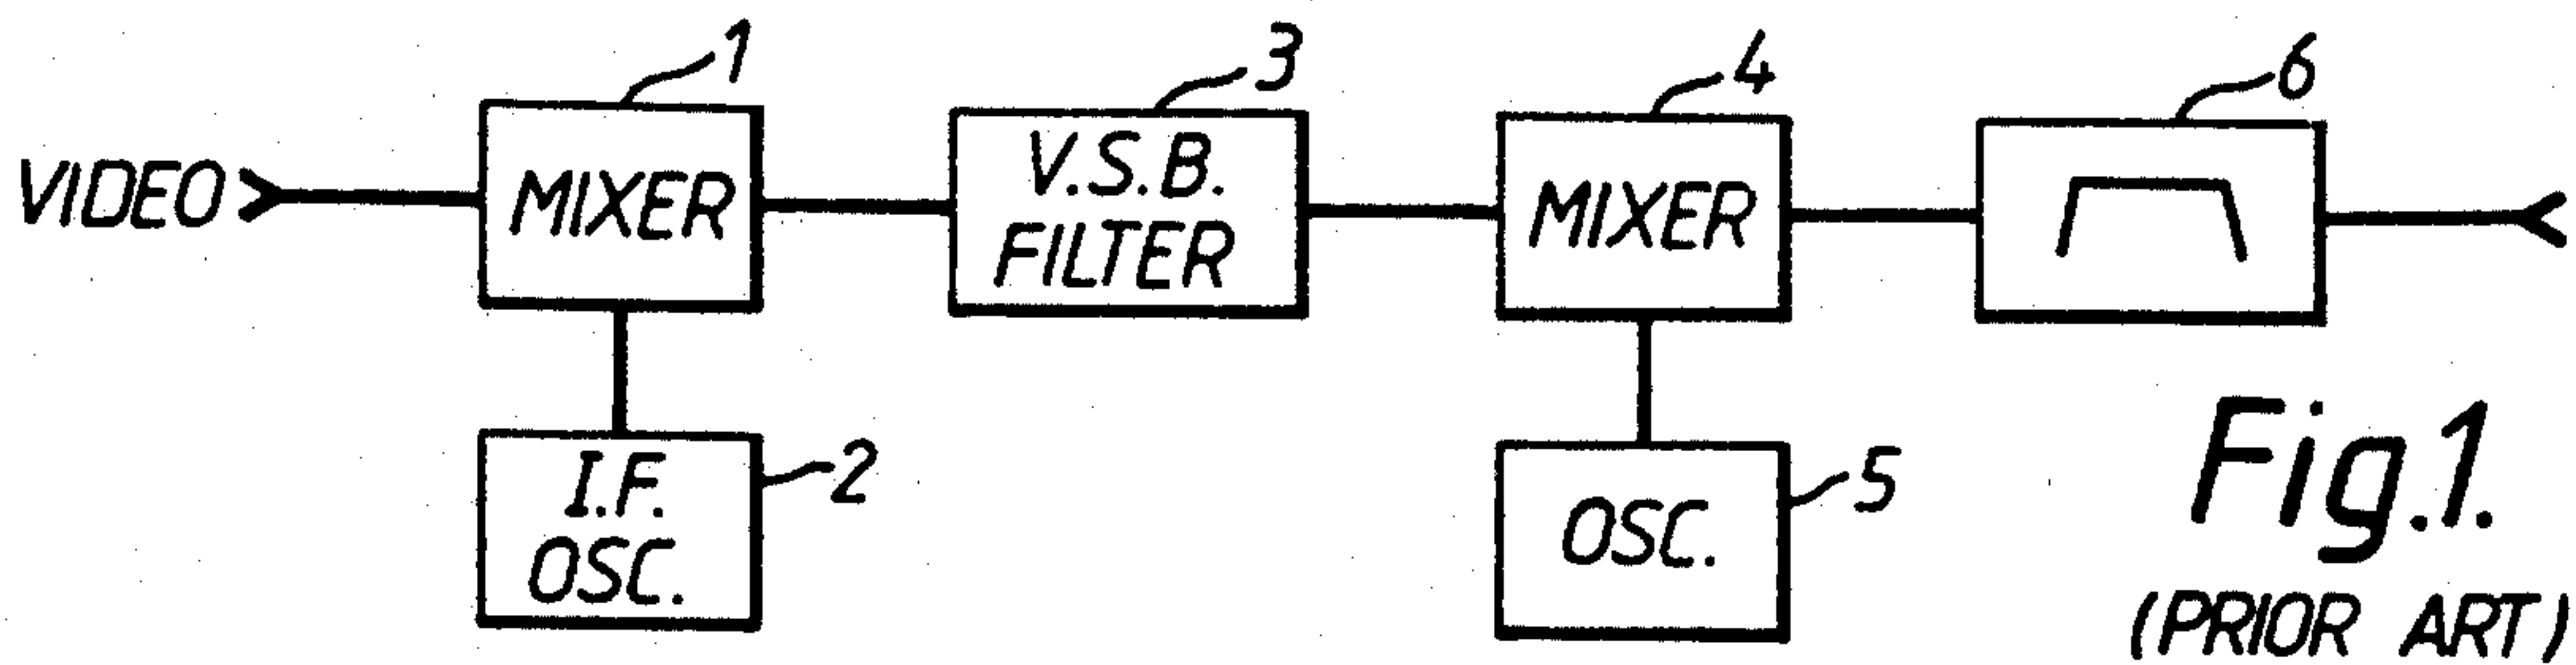 1
3
4
6
VIDEO
MIXER
V.S.B.
FILTER
MIXER
I.F.
OSC.
2
OSC.
5
Fig.1.
(PRIOR ART)